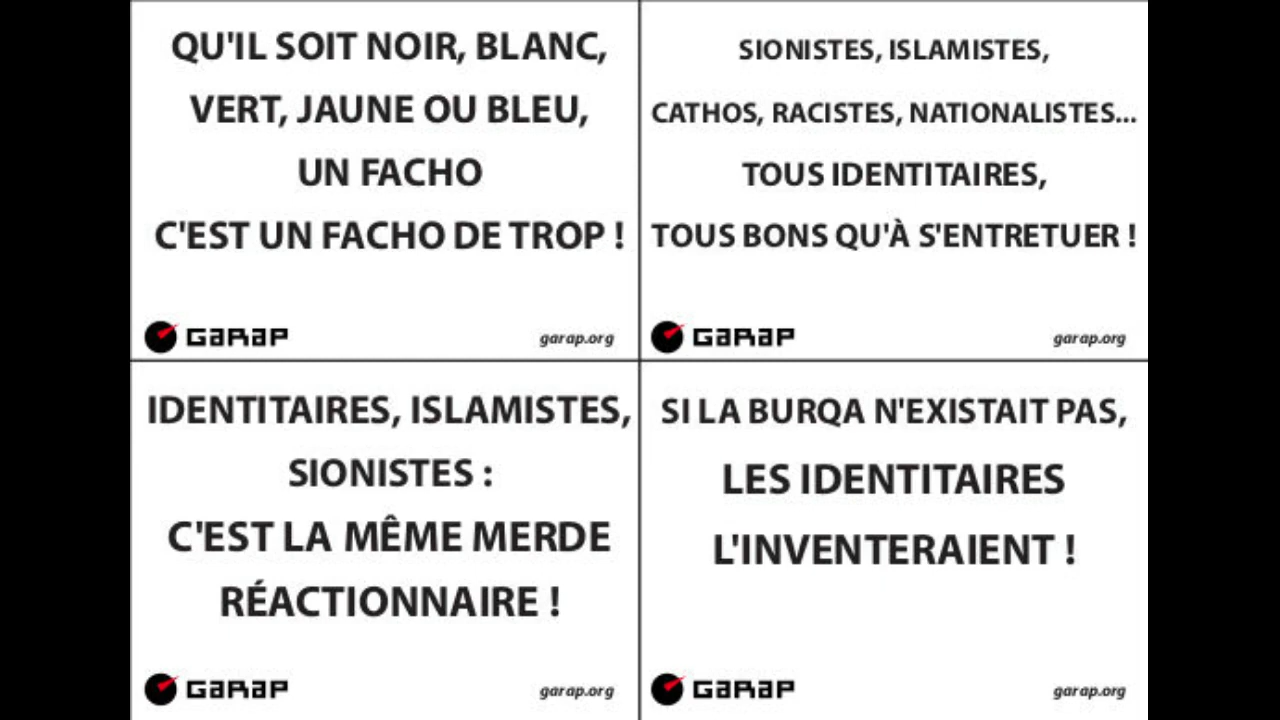 QU'IL SOIT NOIR, BLANC,
VERT, JAUNE OU BLEU,
UN FACHO
C'EST UN FACHO DE TROP !
GARAP
garap.org
SIONISTES, ISLAMISTES,
CATHOS, RACISTES, NATIONALISTES...
TOUS IDENTITAIRES,
TOUS BONS QU'À S'ENTRETUER !
GARAP
garap.org
IDENTITAIRES, ISLAMISTES,
SIONISTES :
C'EST LA MÊME MERDE
RÉACTIONNAIRE !
GARAP
garap.org
SI LA BURQA N'EXISTAIT PAS,
LES IDENTITAIRES
L'INVENTERAIENT !
GARAP
garap.org